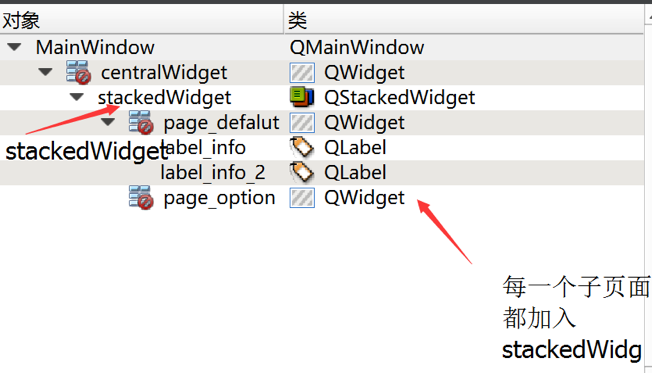 对象 类
MainWindow QMainWindow
centralWidget QWidget
stackedWidget QStackedWidget
page_defalut QWidget
stackedWidget
label_info QLabel
label_info_2 QLabel
page_option QWidget
每一个子页面
都加入
stackedWidg